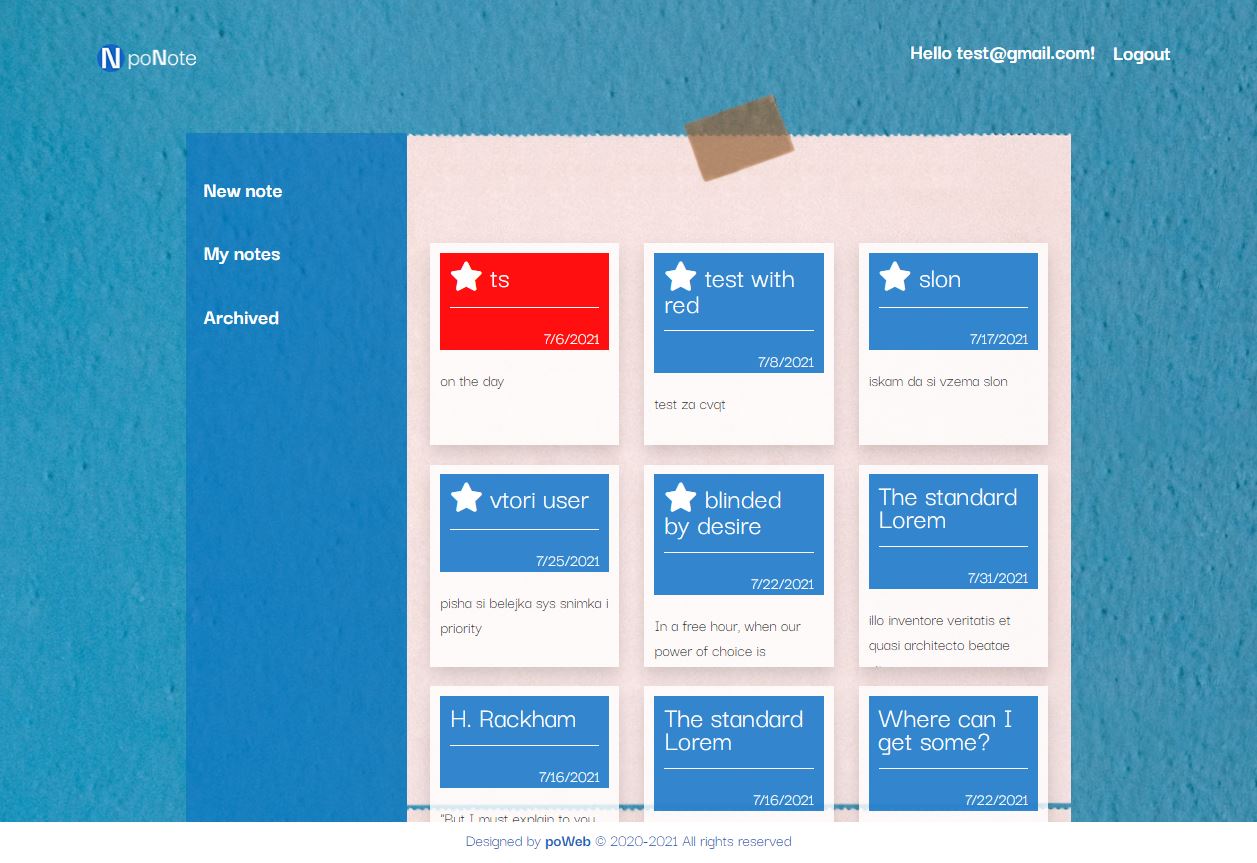 N poNote
Hello test@gmail.com!
Logout
New note
My notes
Archived
ts
7/6/2021
on the day
test with
red
7/8/2021
test za cvqt
slon
7/17/2021
iskam da si vzema slon
vtori user
7/25/2021
pisha si belejka sys snimka i
priority
blinded
by desire
7/22/2021
In a free hour, when our
power of choice is
The standard
Lorem
7/31/2021
illo inventore veritatis et
quasi architecto beatae
H. Rackham
7/16/2021
"But I must explain to you
The standard
Lorem
7/16/2021
Where can I
get some?
7/22/2021
Designed by poWeb © 2020-2021 All rights reserved